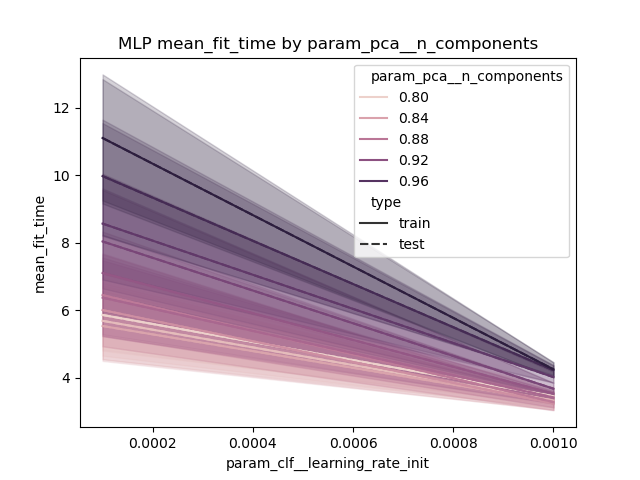 MLP mean_fit_time by param_pca__n_components
param_pca__n_components
0.80
0.84
0.88
0.92
0.96
type
train
test
mean_fit_time
12
10
8
6
4
0.0002 0.0004 0.0006 0.0008 0.0010
param_clf__learning_rate_init